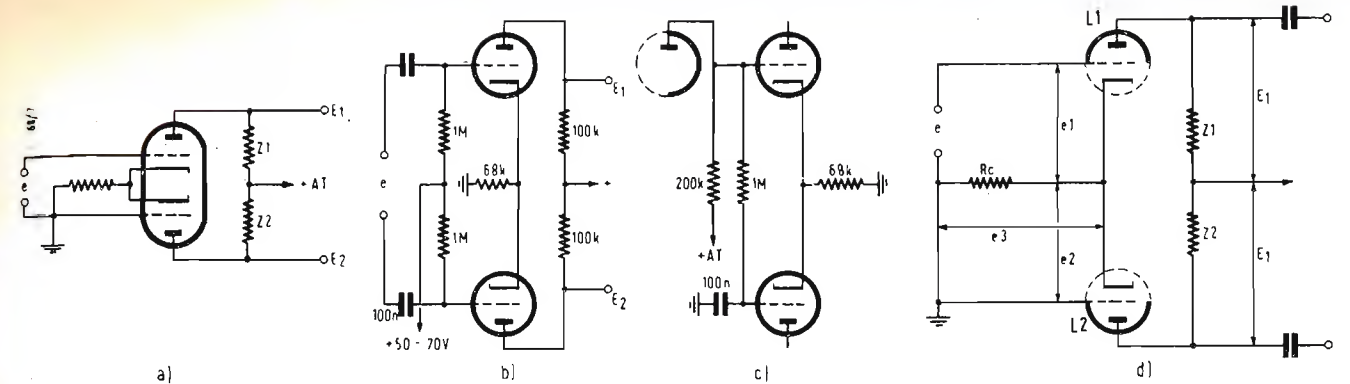 e
Z1
Z2
E1
+ AT
E2
a)
e
1M
1M
68k
100k
100k
E1
+
E2
100n
+50 - 70V
b)
200k
1M
68k
+AT
100n
c)
L1
e
e1
Rc
e3
e2
L2
Z1
Z2
E1
E1
d)